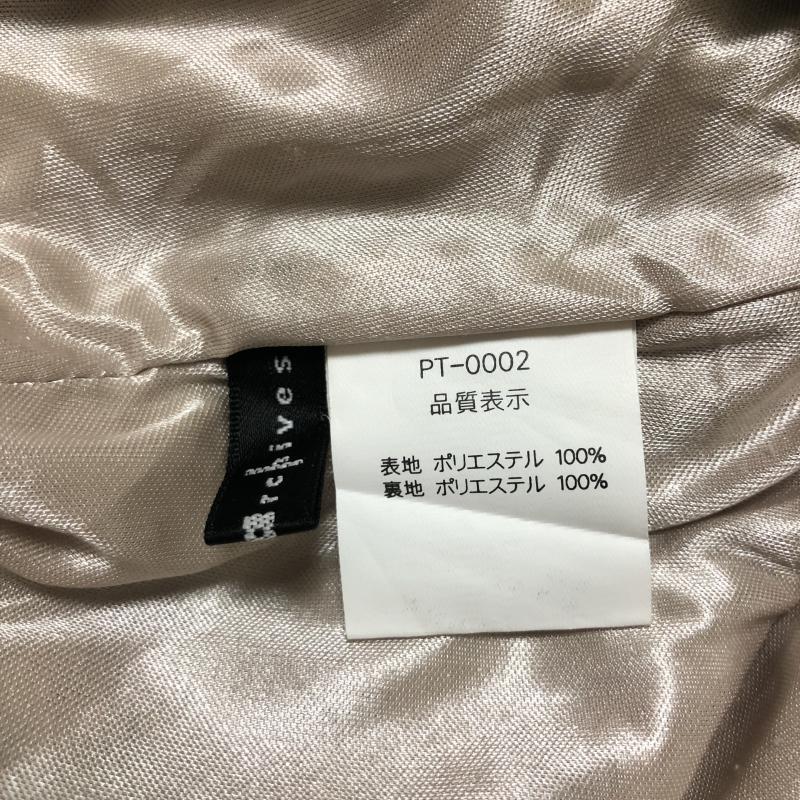 archives
PT-0002
品質表示
表地 ポリエステル 100%
裏地 ポリエステル 100%